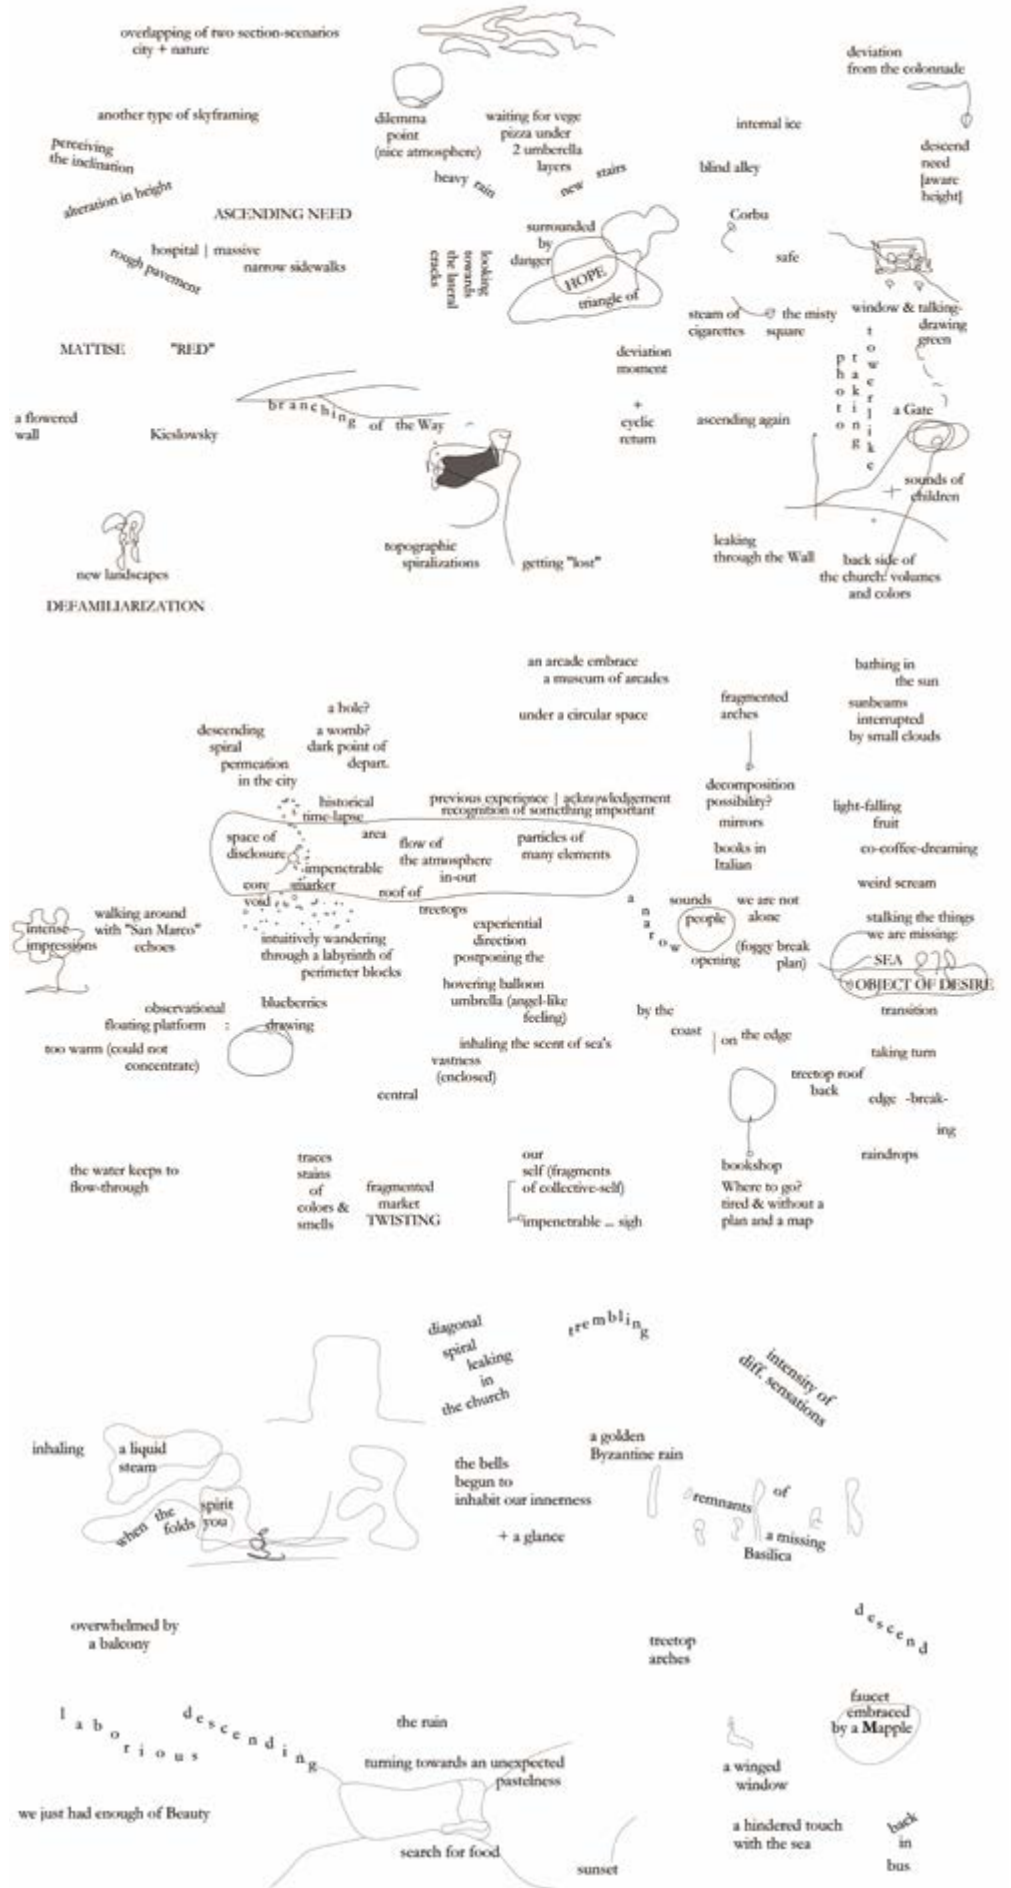 overlapping of two section-scenarios
city + nature
deviation
from the colonnade
another type of skyframing
dilemma
point
(nice atmosphere)
waiting for vege
pizza under
2 umberella
layers
internal ice
perceiving
the inclination
descend
need
[aware
height]
heavy rain
new stairs
blind alley
alteration in height
ASCENDING NEED
surrounded
by
danger
HOPE
triangle of
Corbu
safe
hospital | massive
narrow sidewalks
rough pavement
looking
towards
the lateral
cracks
steam of
cigarettes
the misty
square
window & talking-
drawing
green
MATTISE
"RED"
deviation
moment
+
cyclic
return
towerlike
taking
photo
branching of the Way
a flowered
wall
Kieslowsky
ascending again
a Gate
+ sounds of
children
topographic
spiralizations
getting "lost"
leaking
through the Wall
back side of
the church: volumes
and colors
new landscapes
DEFAMILIARIZATION
an arcade embrace
a museum of arcades
bathing in
the sun
fragmented
arches
under a circular space
sunbeams
interrupted
by small clouds
a hole?
a womb?
dark point of
depart.
descending
spiral
permeation
in the city
decomposition
possibility?
mirrors
books in
Italian
light-falling
fruit
co-coffee-dreaming
historical
time-lapse
area
previous experience | acknowledgement
recognition of something important
space of
disclosure
impenetrable
core marker
void
flow of
the atmosphere
in-out
particles of
many elements
roof of
treetops
weird scream
intense
impressions
walking around
with "San Marco"
echoes
intuitively wandering
through a labyrinth of
perimeter blocks
experiential
direction
postponing the
a narow
opening
sounds
people
we are not
alone
(foggy break
plan)
stalking the things
we are missing:
SEA
OBJECT OF DESIRE
transition
observational
floating platform :
blueberries
drawing
too warm (could not
concentrate)
hovering balloon
umbrella (angel-like
feeling)
inhaling the scent of sea's
vastness
(enclosed)
central
by the
coast | on the edge
taking turn
treetop roof
back
edge -break-
ing
raindrops
the water keeps to
flow-through
traces
stains
of
colors &
smells
fragmented
market
TWISTING
our
self (fragments
of collective-self)
impenetrable ... sigh
bookshop
Where to go?
tired & without a
plan and a map
diagonal
spiral
leaking
in
the church
trembling
intensity of
diff. sensations
inhaling
a liquid
steam
when the spirit
folds you
the bells
begun to
inhabit our innerness
+ a glance
a golden
Byzantine rain
remnants of
a missing
Basilica
overwhelmed by
a balcony
treetop
arches
descend
laborious descending
the ruin
turning towards an unexpected
pastelness
faucet
embraced
by a Mapple
a winged
window
we just had enough of Beauty
search for food
sunset
a hindered touch
with the sea
back
in
bus